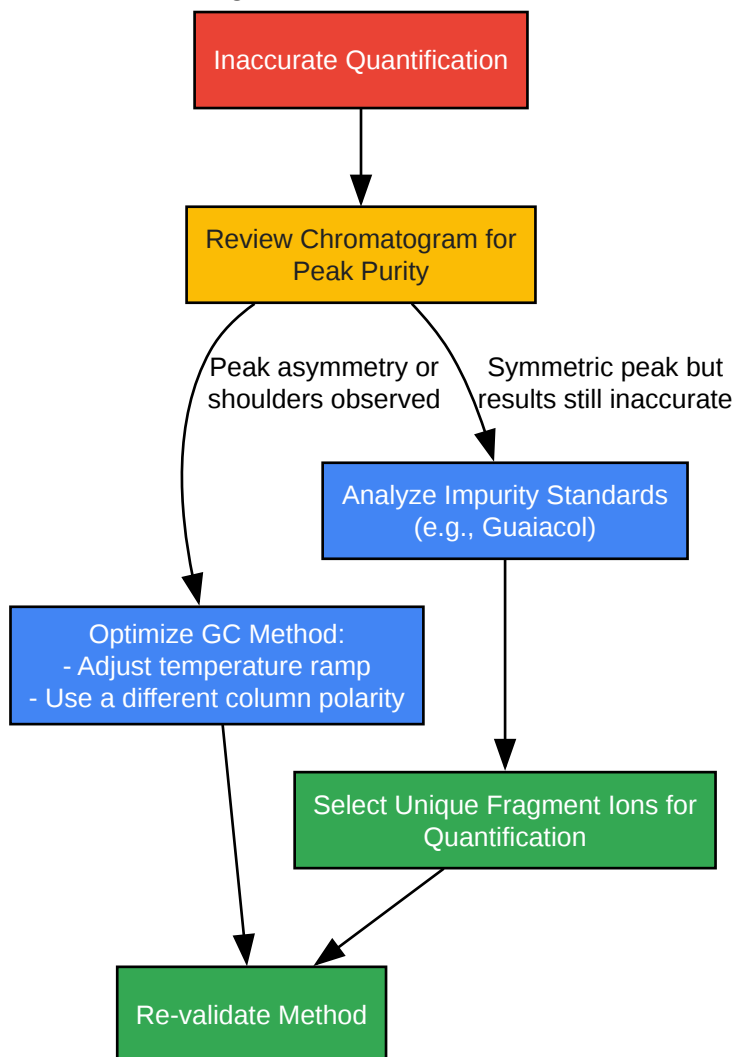 Inaccurate Quantification
Review Chromatogram for
Peak Purity
Peak asymmetry or
shoulders observed
Symmetric peak but
results still inaccurate
Analyze Impurity Standards
(e.g., Guaiacol)
Optimize GC Method:
- Adjust temperature ramp
- Use a different column polarity
Select Unique Fragment Ions for
Quantification
Re-validate Method